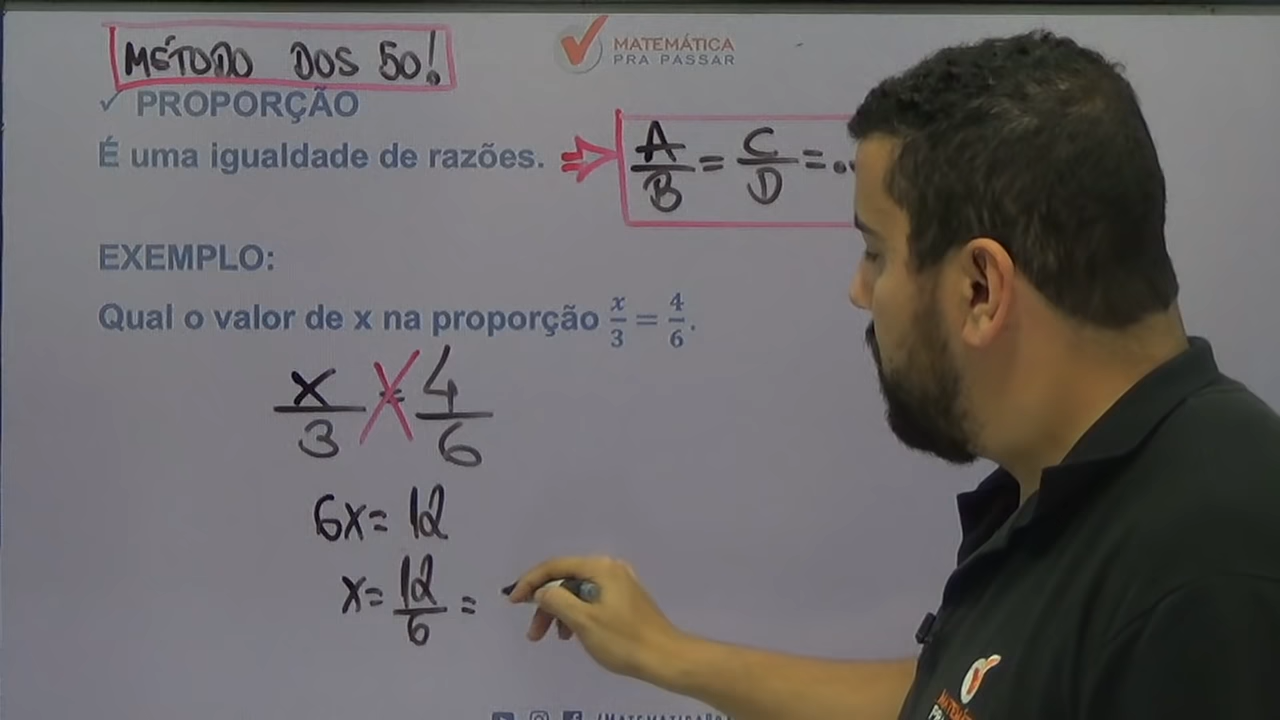 MÉTODO DOS 50!
MATEMÁTICA
PRA PASSAR
✓ PROPORÇÃO
É uma igualdade de razões. ⇒ A/B = C/D = ..
EXEMPLO:
Qual o valor de x na proporção x/3 = 4/6.
x/3 = 4/6
6x = 12
x = 12/6 =